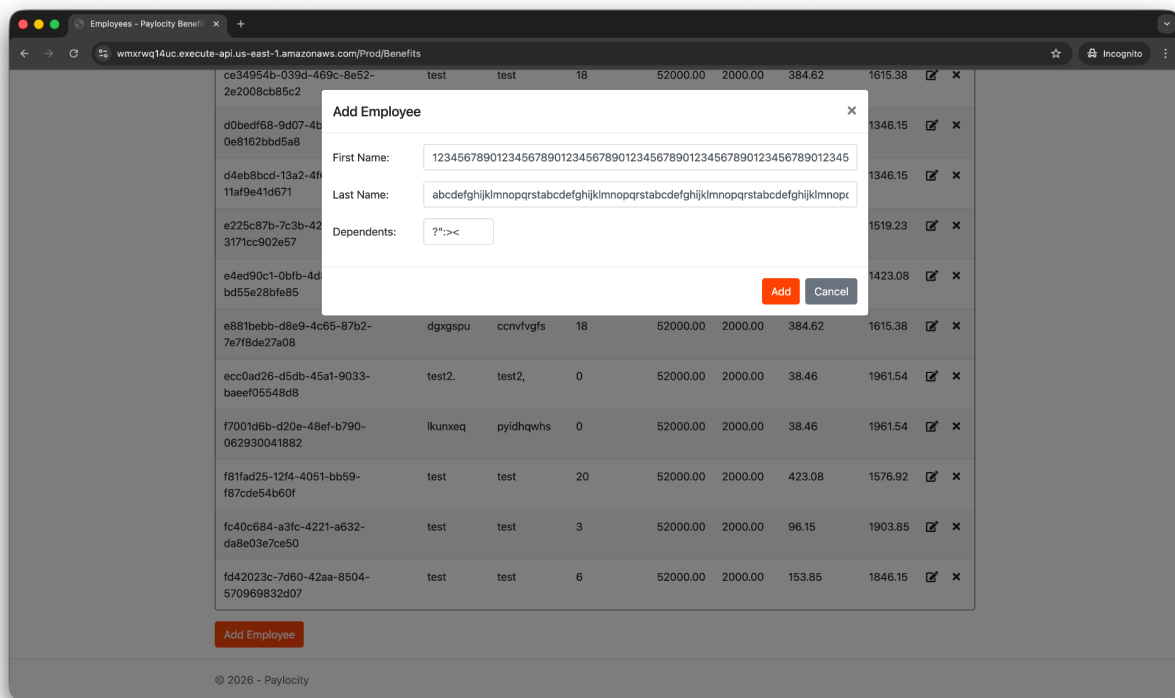 Employees - Paylocity Benefi
wmxrwq14uc.execute-api.us-east-1.amazonaws.com/Prod/Benefits
Incognito
ce34954b-039d-469c-8e52- test test 18 52000.00 2000.00 384.62 1615.38
2e2008cb85c2
Add Employee
d0bedf68-9d07-4b 1346.15
0e8162bbd5a8
First Name: 12345678901234567890123456789012345678901234567890123456789012345
d4eb8bcd-13a2-4f 1346.15
11af9e41d671
Last Name: abcdefghijklmnopqrstabcdefghijklmnopqrstabcdefghijklmnopqrstabcdefghijklmnopc
e225c87b-7c3b-42 1519.23
3171cc902e57
Dependents: ?":><
e4ed90c1-0bfb-4d 1423.08
bd55e28bfe85
Add Cancel
e881bebb-d8e9-4c65-87b2- dgxgspu ccnvfvgfs 18 52000.00 2000.00 384.62 1615.38
7e7f8de27a08
ecc0ad26-d5db-45a1-9033- test2. test2, 0 52000.00 2000.00 38.46 1961.54
baeef05548d8
f7001d6b-d20e-48ef-b790- lkunxeq pyidhqwhs 0 52000.00 2000.00 38.46 1961.54
062930041882
f81fad25-12f4-4051-bb59- test test 20 52000.00 2000.00 423.08 1576.92
f87cde54b60f
fc40c684-a3fc-4221-a632- test test 3 52000.00 2000.00 96.15 1903.85
da8e03e7ce50
fd42023c-7d60-42aa-8504- test test 6 52000.00 2000.00 153.85 1846.15
570969832d07
Add Employee
© 2026 - Paylocity